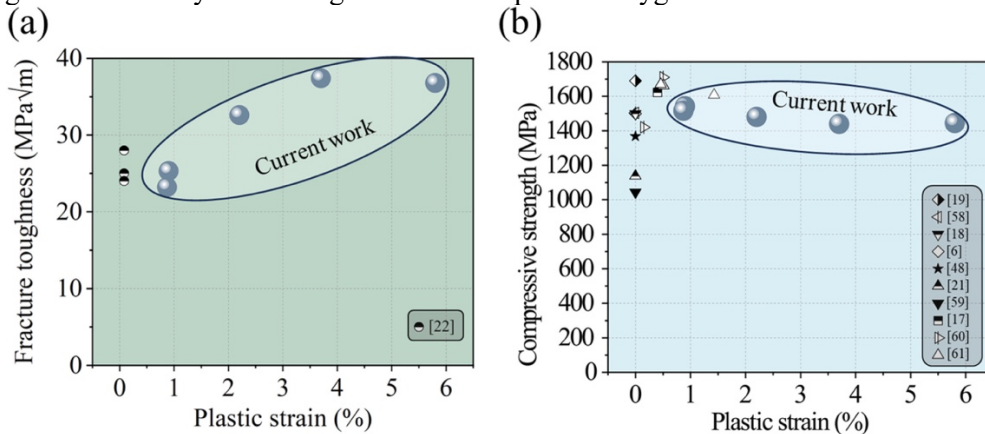 (a)
Fracture toughness (MPa√m)
40
30
20
10
0
Current work
[22]
0 1 2 3 4 5 6
Plastic strain (%)
(b)
Compressive strength (MPa)
1800
1600
1400
1200
1000
800
600
400
200
0
Current work
[19]
[58]
[18]
[6]
[48]
[21]
[59]
[17]
[60]
[61]
0 1 2 3 4 5 6
Plastic strain (%)